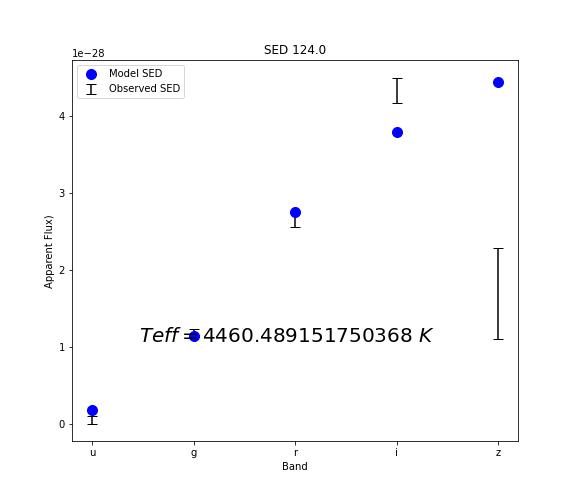 SED 124.0
1e−28
Model SED
Observed SED
4
3
2
1
0
Apparent Flux)
Teff = 4460.489151750368 K
u g r i z
Band